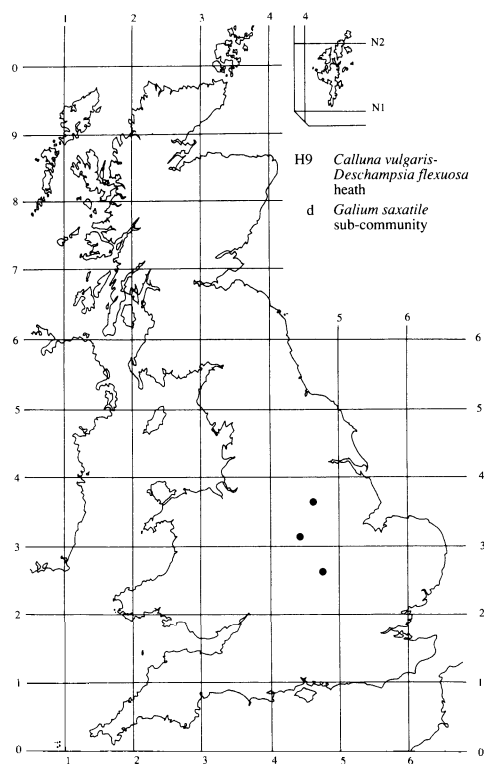 2 3 4
4
N2
N1
0
9
8
7
6
5
4
3
2
1
0
H9 Calluna vulgaris-
Deschampsia flexuosa
heath
d Galium saxatile
sub-community
5 6
6
5
4
3
2
1
0
1 2 3 4 5 6
1